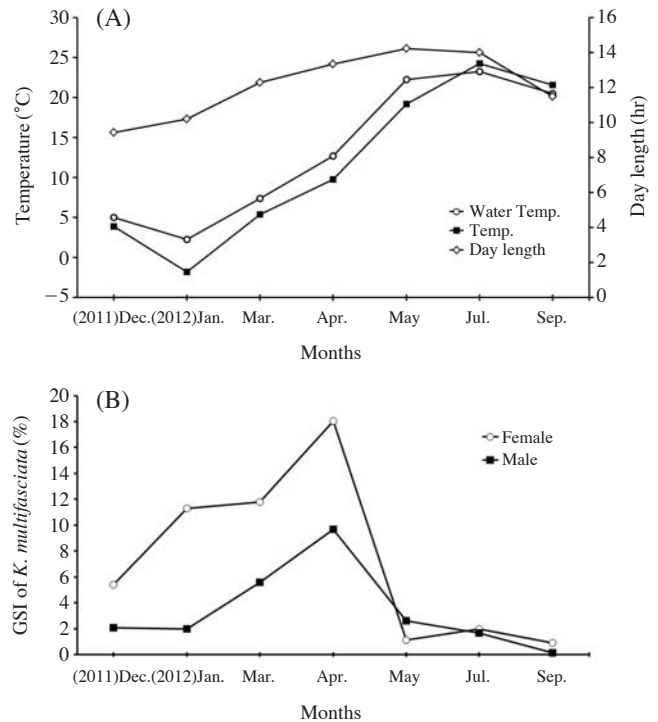 (A)
Temperature (°C)
30
25
20
15
10
5
0
−5
Day length (hr)
16
14
12
10
8
6
4
2
0
Water Temp.
Temp.
Day length
(2011)Dec. (2012)Jan. Mar. Apr. May Jul. Sep.
Months
(B)
GSI of K. multifasciata (%)
20
18
16
14
12
10
8
6
4
2
0
Female
Male
(2011)Dec. (2012)Jan. Mar. Apr. May Jul. Sep.
Months